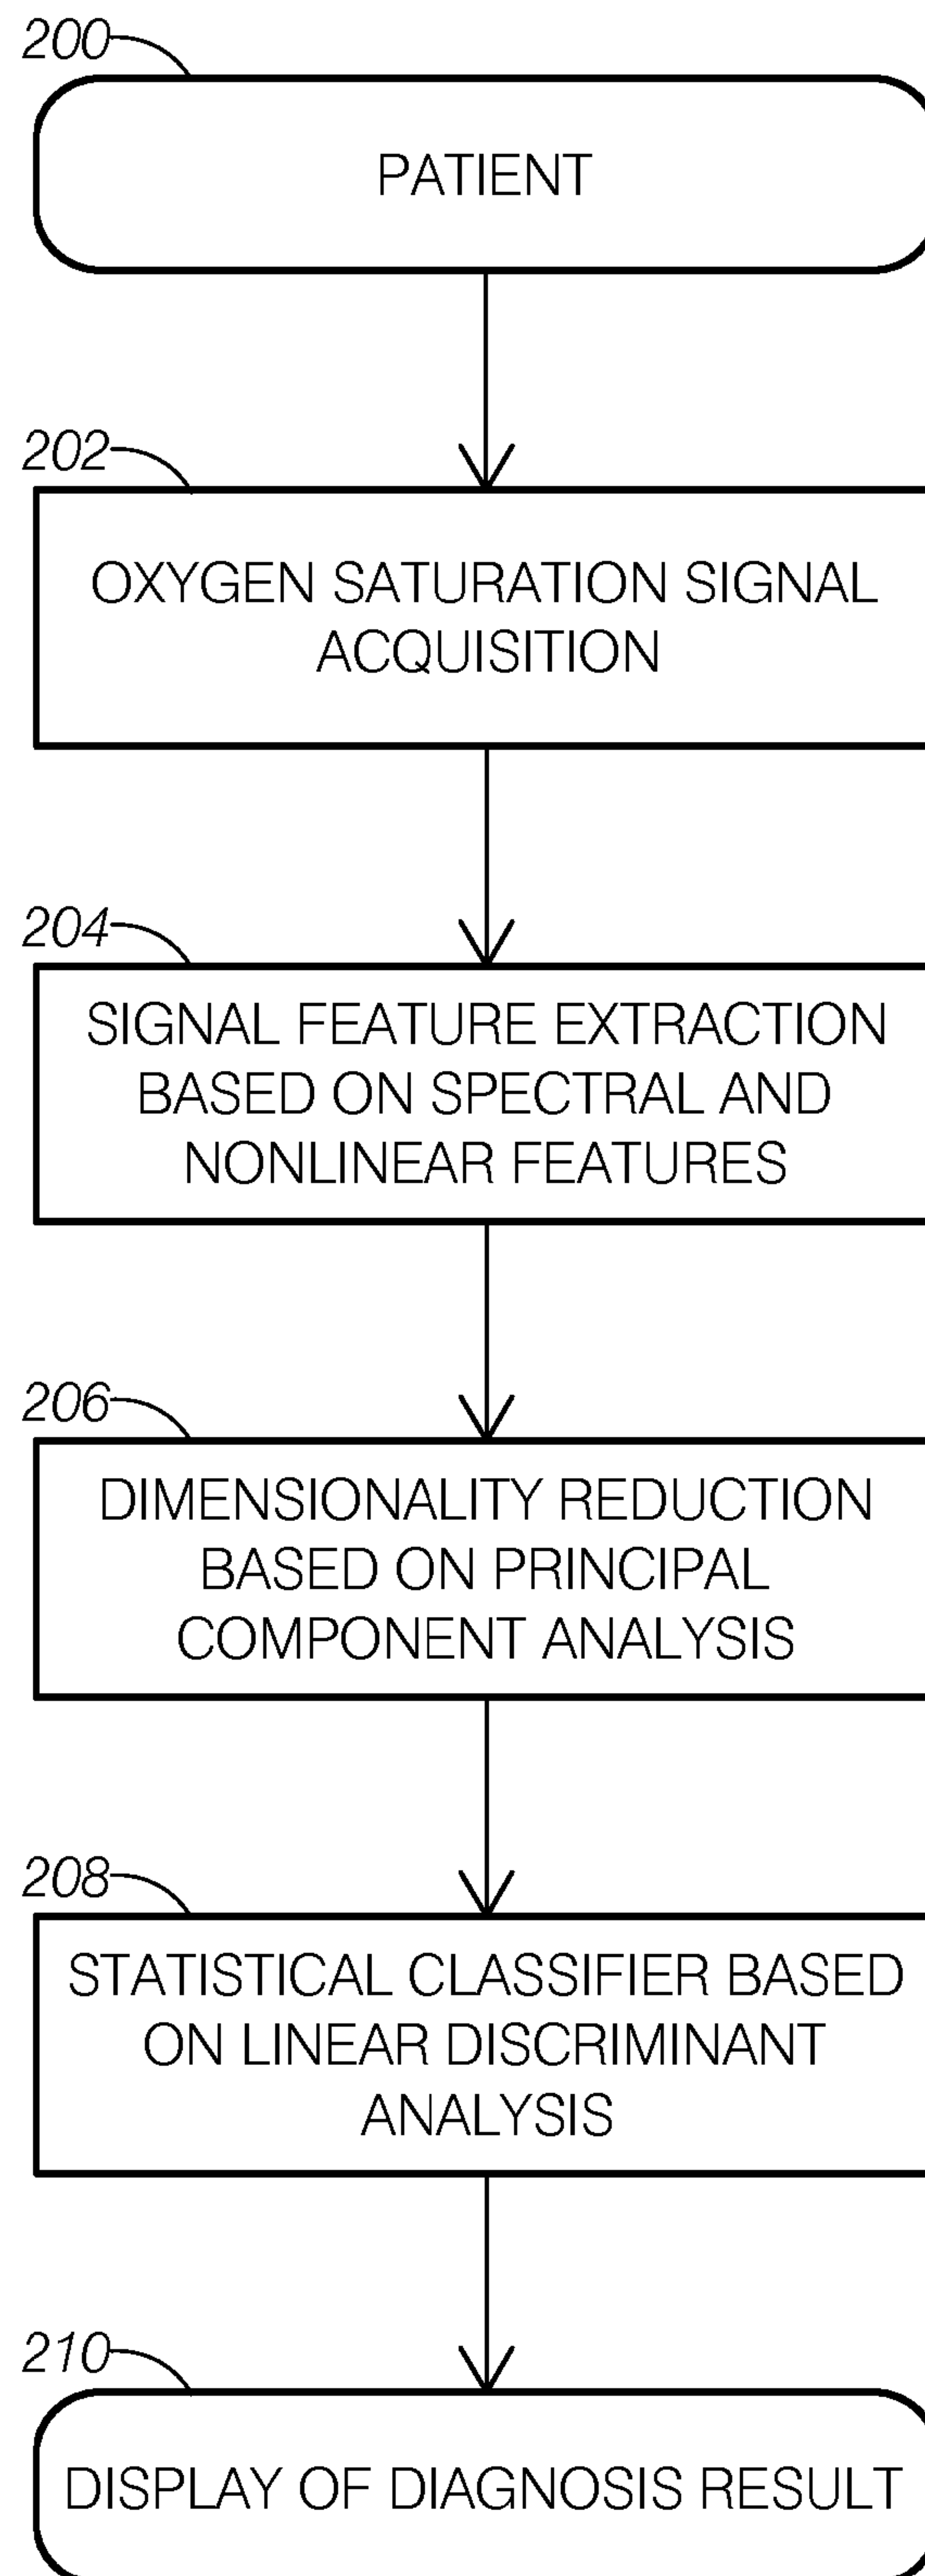 200
PATIENT
202
OXYGEN SATURATION SIGNAL
ACQUISITION
204
SIGNAL FEATURE EXTRACTION
BASED ON SPECTRAL AND
NONLINEAR FEATURES
206
DIMENSIONALITY REDUCTION
BASED ON PRINCIPAL
COMPONENT ANALYSIS
208
STATISTICAL CLASSIFIER BASED
ON LINEAR DISCRIMINANT
ANALYSIS
210
DISPLAY OF DIAGNOSIS RESULT